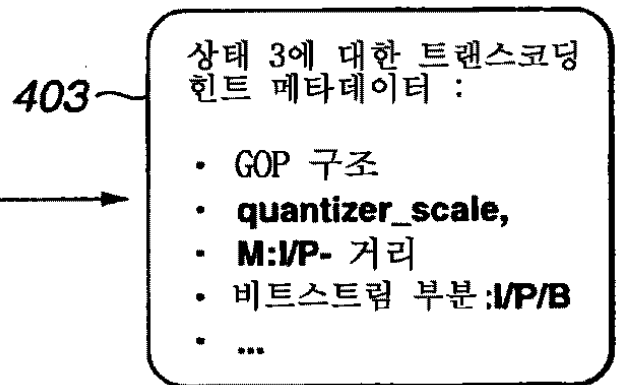 상태 3에 대한 트랜스코딩
힌트 메타데이터 :
403
· GOP 구조
· quantizer_scale,
· M:I/P- 거리
· 비트스트림 부분:I/P/B
· ...